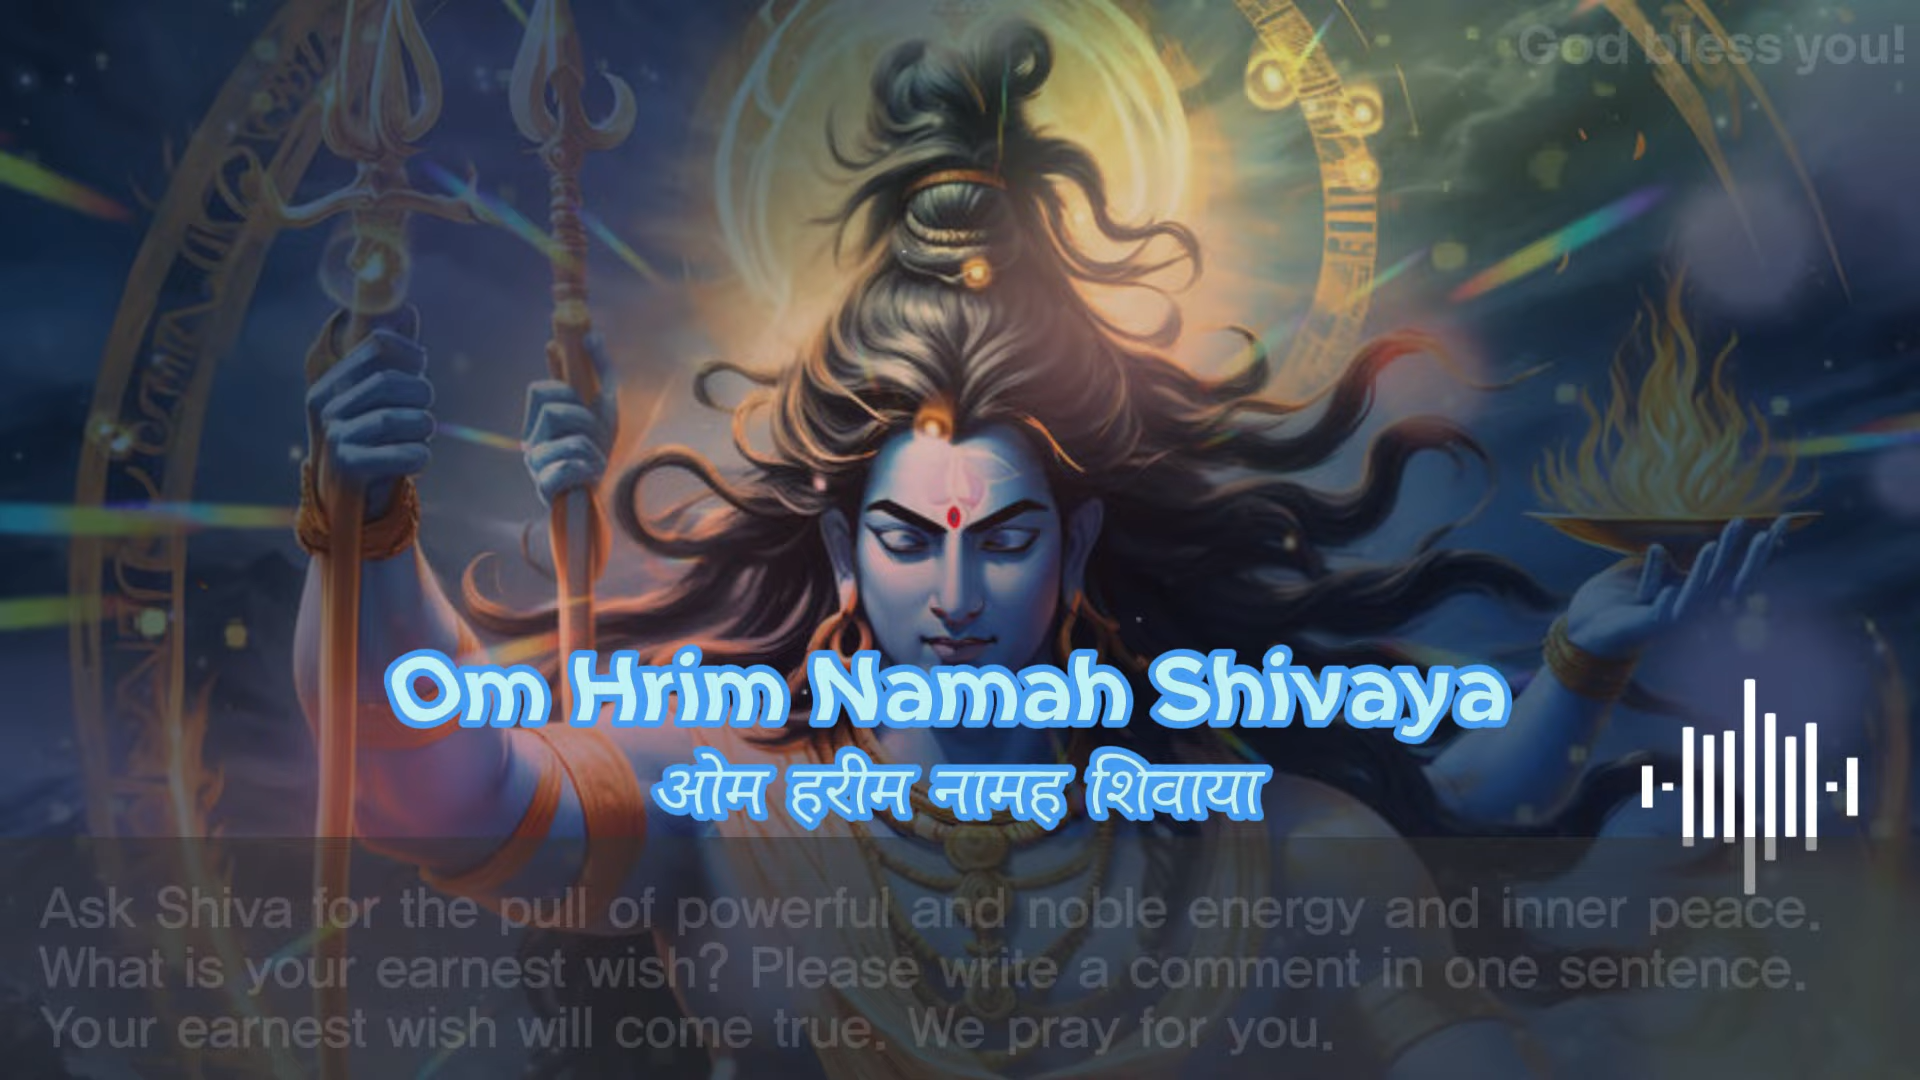 God bless you!
Om Hrim Namah Shivaya
ओम हरीम नामह शिवाया
Ask Shiva for the pull of powerful and noble energy and inner peace.
What is your earnest wish? Please write a comment in one sentence.
Your earnest wish will come true. We pray for you.